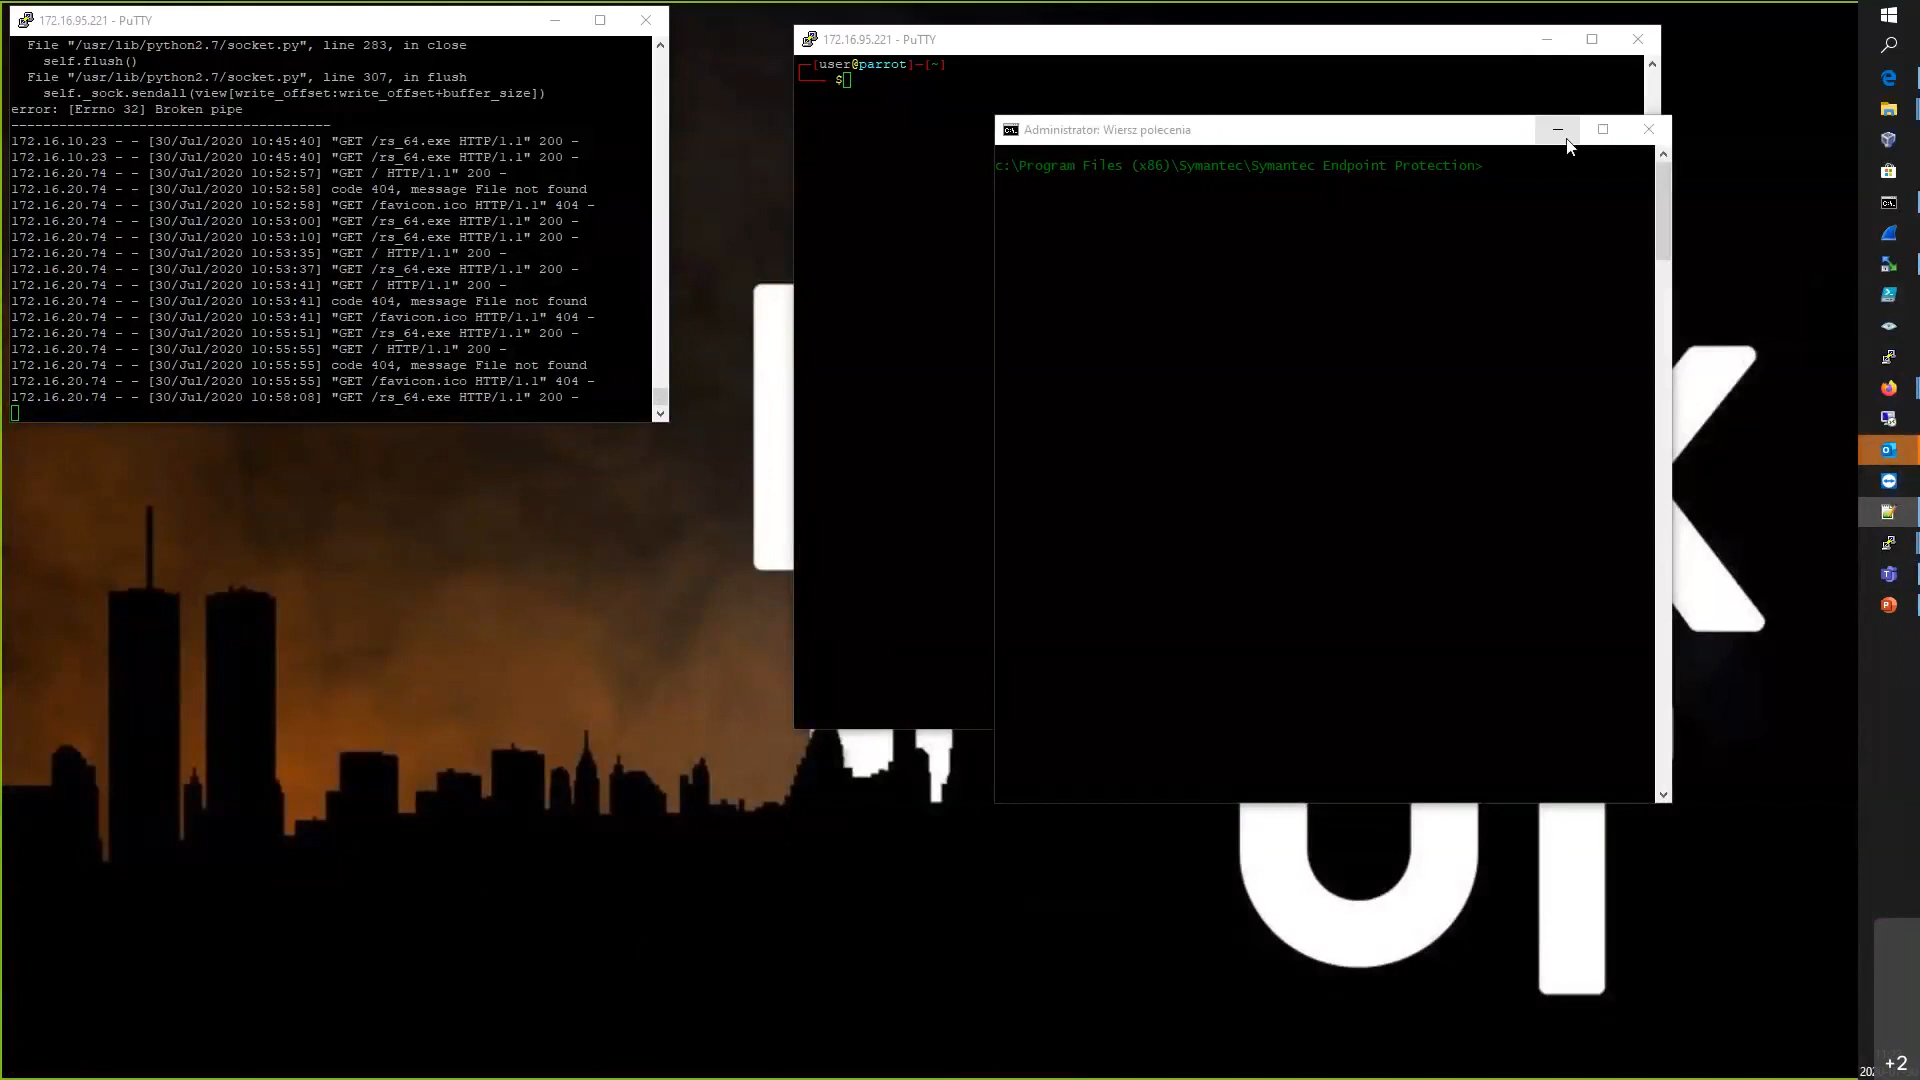 172.16.95.221 - PuTTY
File "/usr/lib/python2.7/socket.py", line 283, in close
self.flush()
File "/usr/lib/python2.7/socket.py", line 307, in flush
self._sock.sendall(view[write_offset:write_offset+buffer_size])
error: [Errno 32] Broken pipe
----------------------------------------
172.16.10.23 - - [30/Jul/2020 10:45:40] "GET /rs_64.exe HTTP/1.1" 200 -
172.16.10.23 - - [30/Jul/2020 10:45:40] "GET /rs_64.exe HTTP/1.1" 200 -
172.16.20.74 - - [30/Jul/2020 10:52:57] "GET / HTTP/1.1" 200 -
172.16.20.74 - - [30/Jul/2020 10:52:58] code 404, message File not found
172.16.20.74 - - [30/Jul/2020 10:52:58] "GET /favicon.ico HTTP/1.1" 404 -
172.16.20.74 - - [30/Jul/2020 10:53:00] "GET /rs_64.exe HTTP/1.1" 200 -
172.16.20.74 - - [30/Jul/2020 10:53:10] "GET /rs_64.exe HTTP/1.1" 200 -
172.16.20.74 - - [30/Jul/2020 10:53:35] "GET / HTTP/1.1" 200 -
172.16.20.74 - - [30/Jul/2020 10:53:37] "GET /rs_64.exe HTTP/1.1" 200 -
172.16.20.74 - - [30/Jul/2020 10:53:41] "GET / HTTP/1.1" 200 -
172.16.20.74 - - [30/Jul/2020 10:53:41] code 404, message File not found
172.16.20.74 - - [30/Jul/2020 10:53:41] "GET /favicon.ico HTTP/1.1" 404 -
172.16.20.74 - - [30/Jul/2020 10:55:51] "GET /rs_64.exe HTTP/1.1" 200 -
172.16.20.74 - - [30/Jul/2020 10:55:55] "GET / HTTP/1.1" 200 -
172.16.20.74 - - [30/Jul/2020 10:55:55] code 404, message File not found
172.16.20.74 - - [30/Jul/2020 10:55:55] "GET /favicon.ico HTTP/1.1" 404 -
172.16.20.74 - - [30/Jul/2020 10:58:08] "GET /rs_64.exe HTTP/1.1" 200 -
172.16.95.221 - PuTTY
┌─[user@parrot]─[~]
└── $
Administrator: Wiersz polecenia
c:\Program Files (x86)\Symantec\Symantec Endpoint Protection>
+2